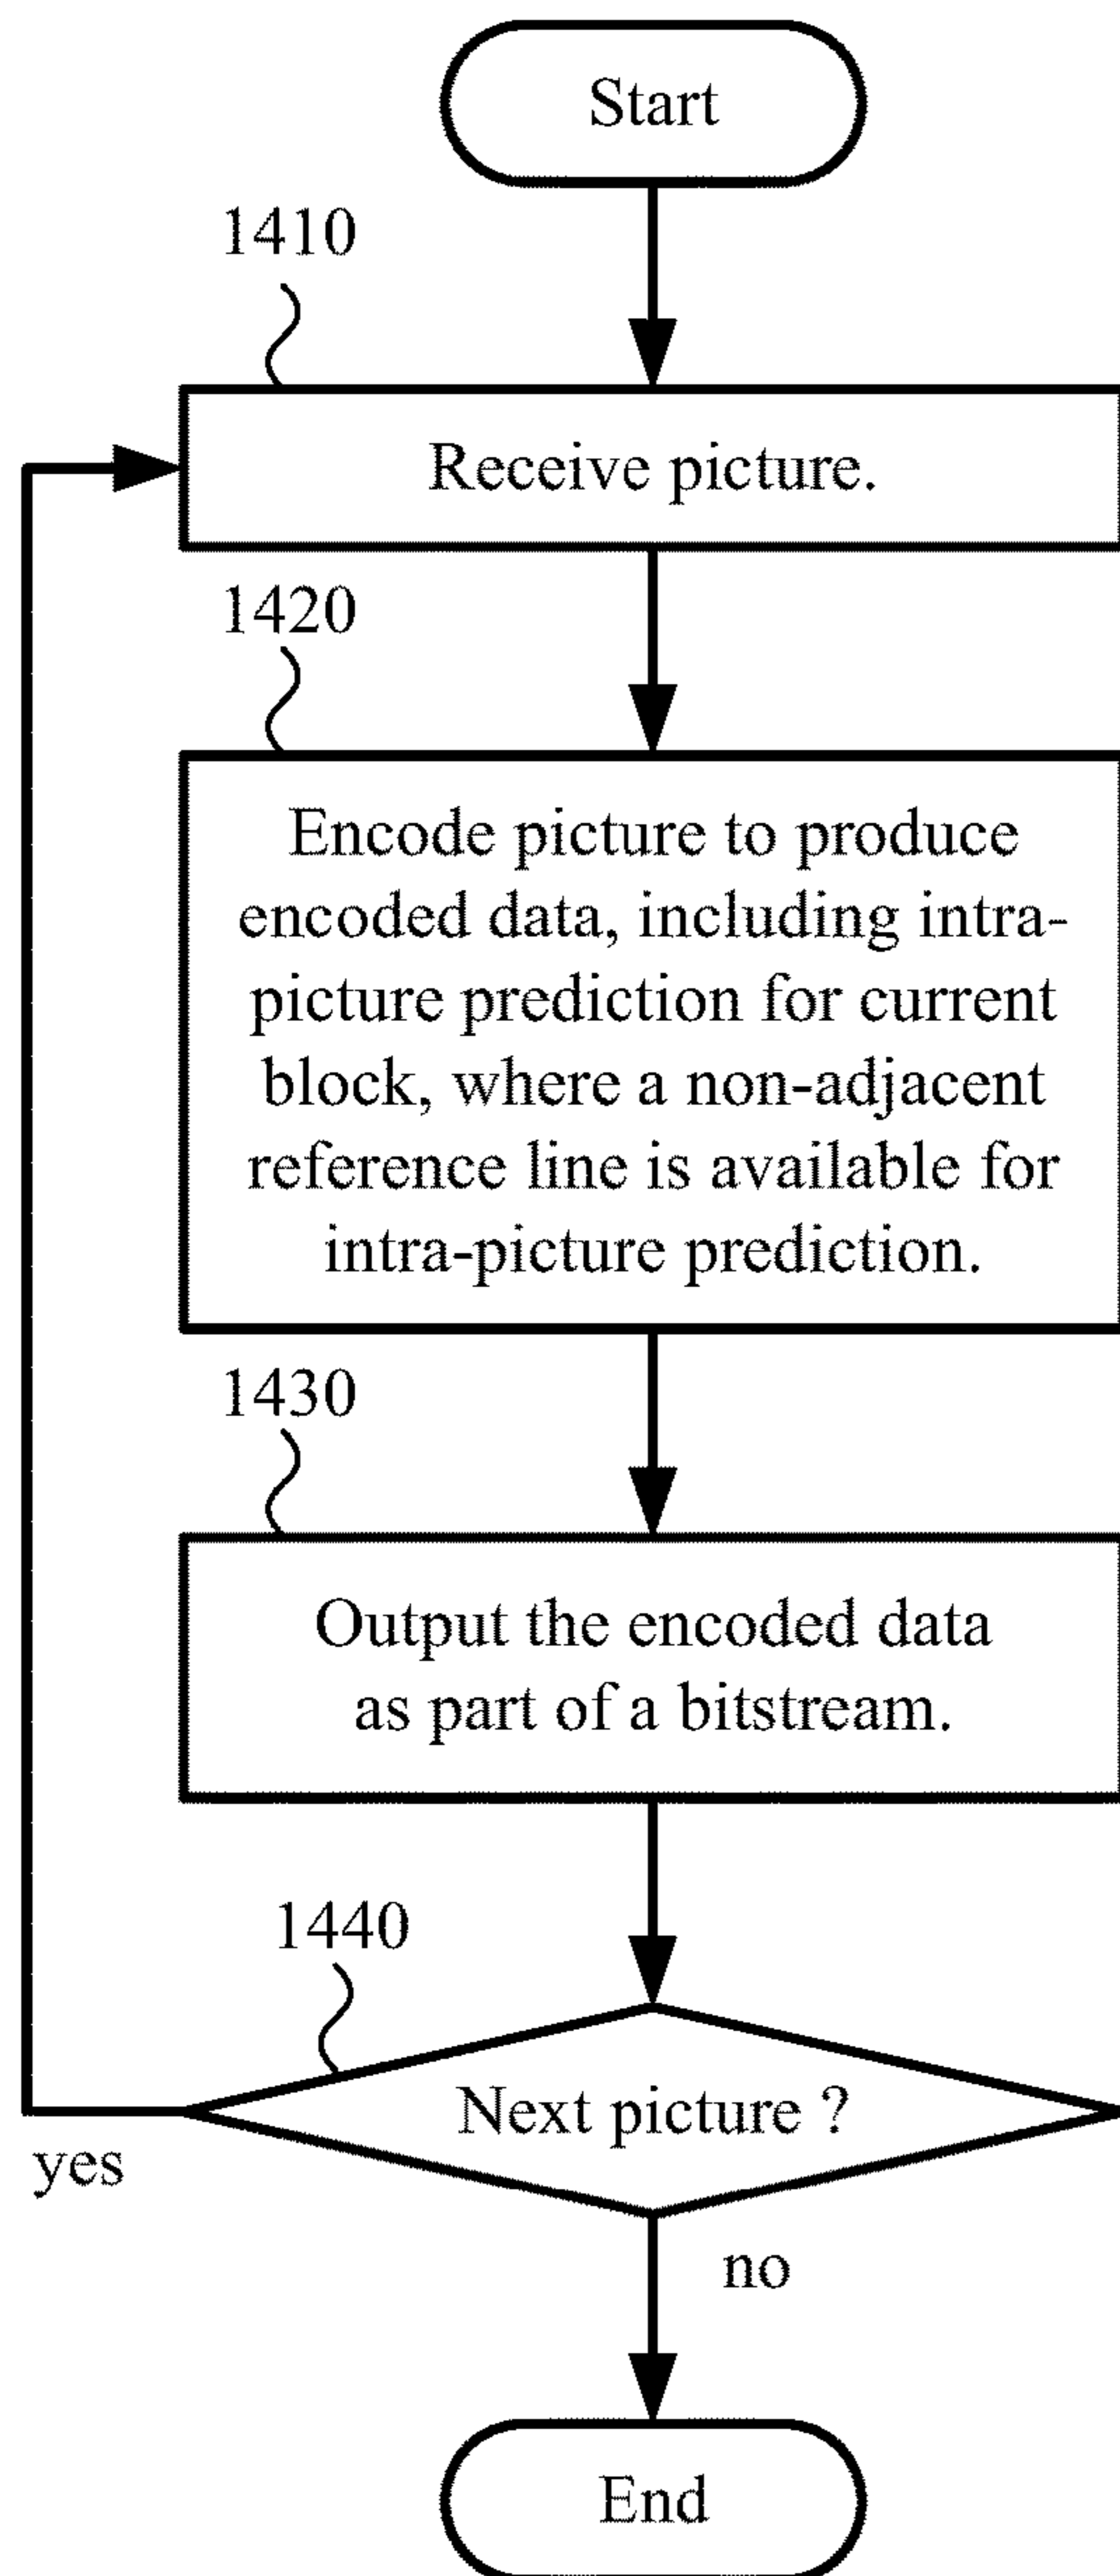 Start
1410
Receive picture.
1420
Encode picture to produce
encoded data, including intra-
picture prediction for current
block, where a non-adjacent
reference line is available for
intra-picture prediction.
1430
Output the encoded data
as part of a bitstream.
1440
Next picture ?
yes
no
End